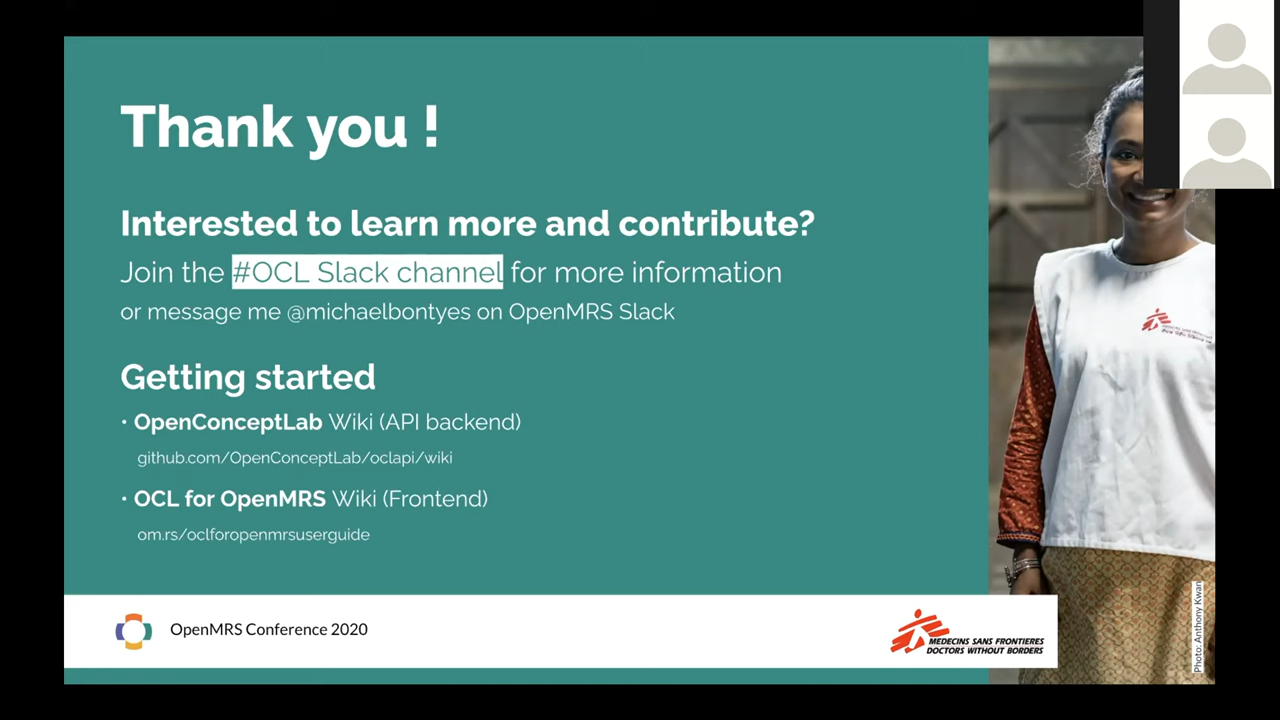 Thank you !
Interested to learn more and contribute?
Join the #OCL Slack channel for more information
or message me @michaelbontyes on OpenMRS Slack
Getting started
• OpenConceptLab Wiki (API backend)
github.com/OpenConceptLab/oclapi/wiki
• OCL for OpenMRS Wiki (Frontend)
om.rs/oclforopenmrsuserguide
OpenMRS Conference 2020
MEDECINS SANS FRONTIERES
DOCTORS WITHOUT BORDERS
Photo: Anthony Kwan